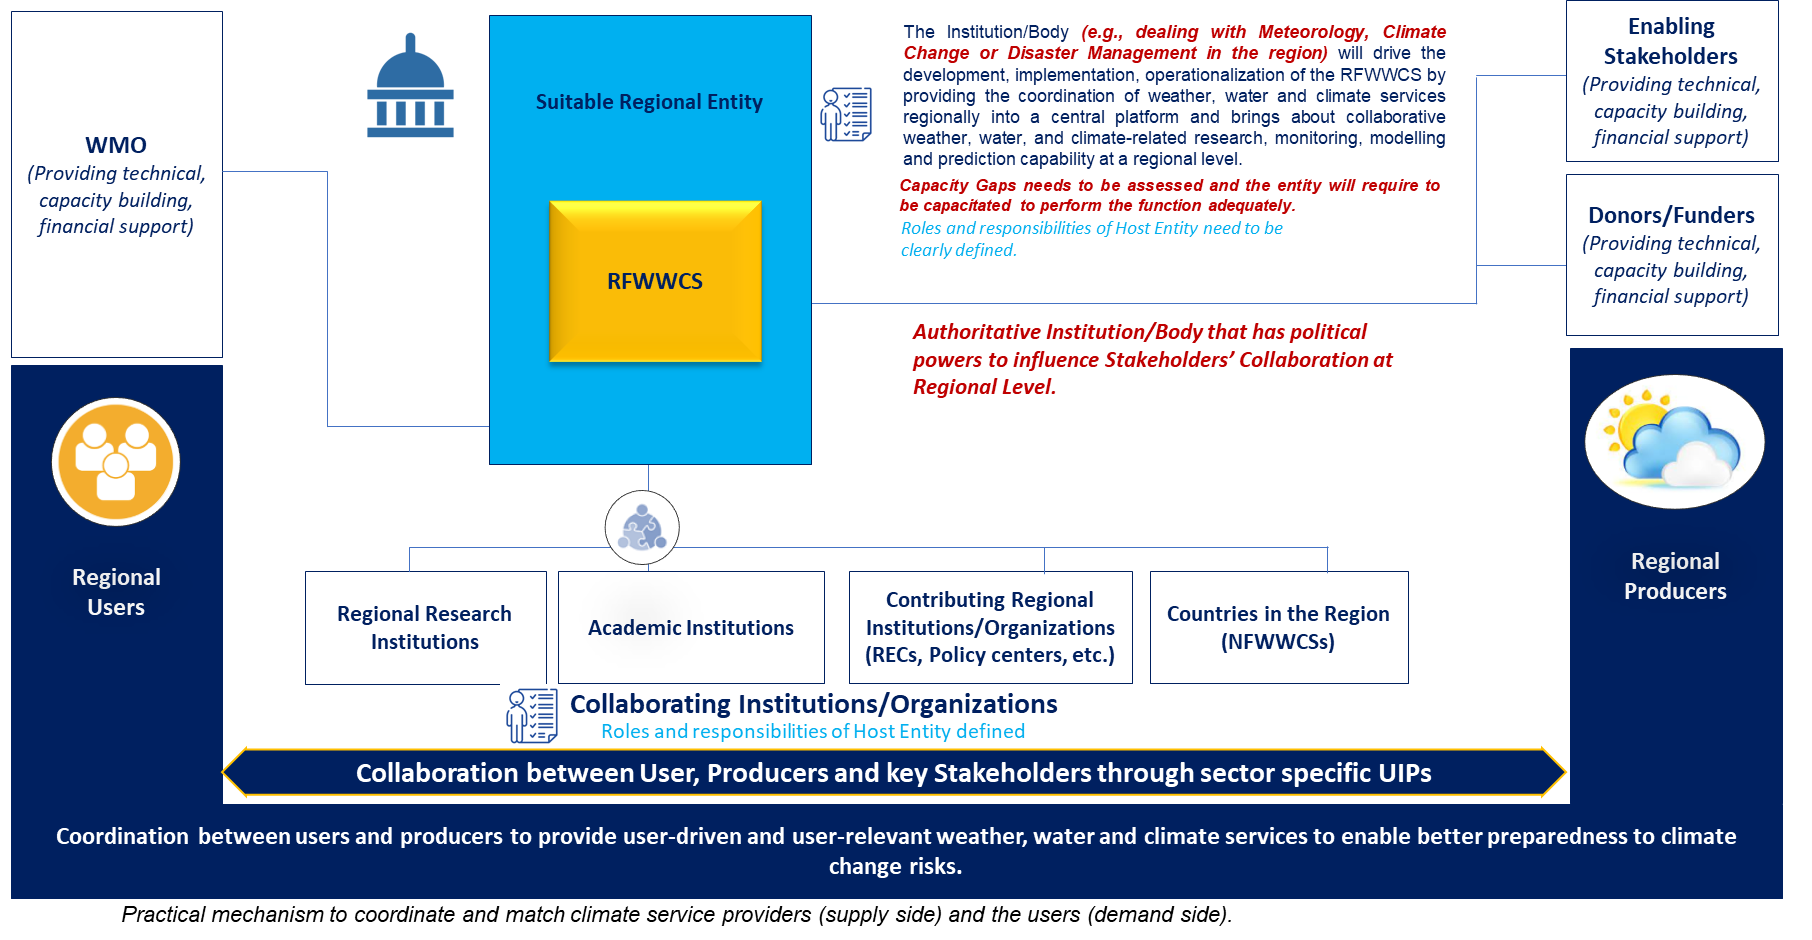 WMO
(Providing technical,
capacity building,
financial support)
Suitable Regional Entity
RFWWCS
The Institution/Body (e.g., dealing with Meteorology, Climate
Change or Disaster Management in the region) will drive the
development, implementation, operationalization of the RFWWCS by
providing the coordination of weather, water and climate services
regionally into a central platform and brings about collaborative
weather, water, and climate-related research, monitoring, modelling
and prediction capability at a regional level.
Capacity Gaps needs to be assessed and the entity will require to
be capacitated to perform the function adequately.
Roles and responsibilities of Host Entity need to be
clearly defined.
Authoritative Institution/Body that has political
powers to influence Stakeholders' Collaboration at
Regional Level.
Enabling
Stakeholders
(Providing technical,
capacity building,
financial support)
Donors/Funders
(Providing technical,
capacity building,
financial support)
Regional
Users
Regional
Producers
Regional Research
Institutions
Academic Institutions
Contributing Regional
Institutions/Organizations
(RECs, Policy centers, etc.)
Countries in the Region
(NFWWCSs)
Collaborating Institutions/Organizations
Roles and responsibilities of Host Entity defined
Collaboration between User, Producers and key Stakeholders through sector specific UIPs
Coordination between users and producers to provide user-driven and user-relevant weather, water and climate services to enable better preparedness to climate
change risks.
Practical mechanism to coordinate and match climate service providers (supply side) and the users (demand side).